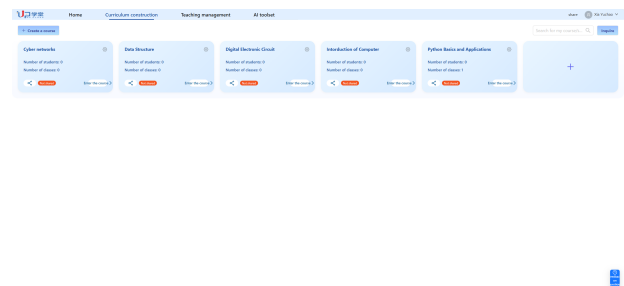 UP学堂
Home
Curriculum construction
Teaching management
AI toolset
share
Xie Yuchen
+ Create a course
Inquire
Cyber networks
Number of students: 0
Number of classes: 0
Enter the course
Data Structure
Number of students: 0
Number of classes: 0
Enter the course
Digital Electronic Circuit
Number of students: 0
Number of classes: 0
Enter the course
Introduction of Computer
Number of students: 0
Number of classes: 0
Enter the course
Python Basics and Applications
Number of students: 0
Number of classes: 1
Enter the course